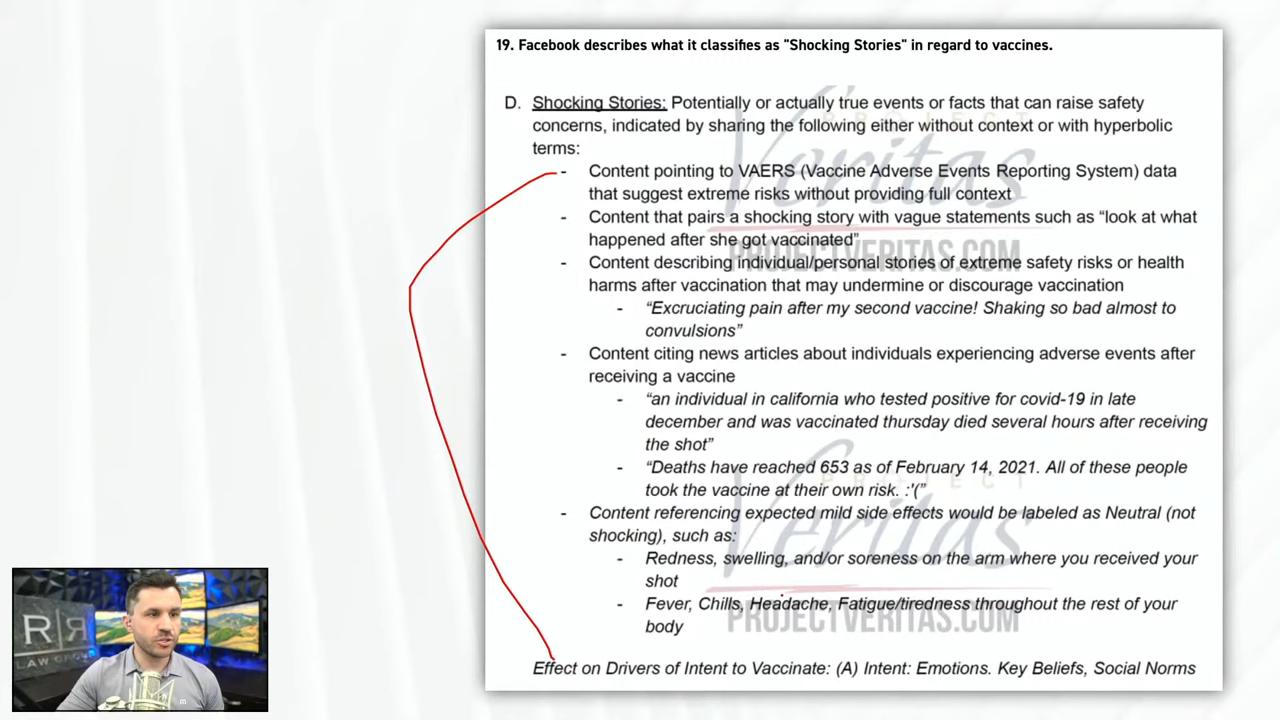 19. Facebook describes what it classifies as "Shocking Stories" in regard to vaccines.
D. Shocking Stories: Potentially or actually true events or facts that can raise safety
concerns, indicated by sharing the following either without context or with hyperbolic
terms:
- Content pointing to VAERS (Vaccine Adverse Events Reporting System) data
that suggest extreme risks without providing full context
- Content that pairs a shocking story with vague statements such as “look at what
happened after she got vaccinated”
- Content describing individual/personal stories of extreme safety risks or health
harms after vaccination that may undermine or discourage vaccination
- “Excruciating pain after my second vaccine! Shaking so bad almost to
convulsions”
- Content citing news articles about individuals experiencing adverse events after
receiving a vaccine
- “an individual in california who tested positive for covid-19 in late
december and was vaccinated thursday died several hours after receiving
the shot”
- “Deaths have reached 653 as of February 14, 2021. All of these people
took the vaccine at their own risk. :'(”
- Content referencing expected mild side effects would be labeled as Neutral (not
shocking), such as:
- Redness, swelling, and/or soreness on the arm where you received your
shot
- Fever, Chills, Headache, Fatigue/tiredness throughout the rest of your
body
Effect on Drivers of Intent to Vaccinate: (A) Intent: Emotions. Key Beliefs, Social Norms
PROJECT
Veritas
PROJECTVERITAS.COM
PROJECT
Veritas
PROJECTVERITAS.COM
R R
LAW GROUP
m